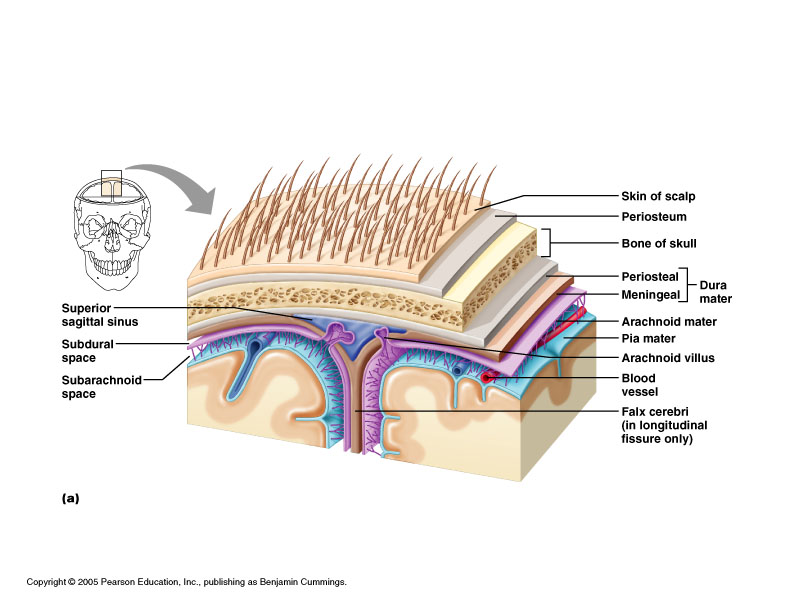 Skin of scalp
Periosteum
Bone of skull
Periosteal
Meningeal
Dura
mater
Superior
sagittal sinus
Subdural
space
Subarachnoid
space
Arachnoid mater
Pia mater
Arachnoid villus
Blood
vessel
Falx cerebri
(in longitudinal
fissure only)
(a)
Copyright © 2005 Pearson Education, Inc., publishing as Benjamin Cummings.